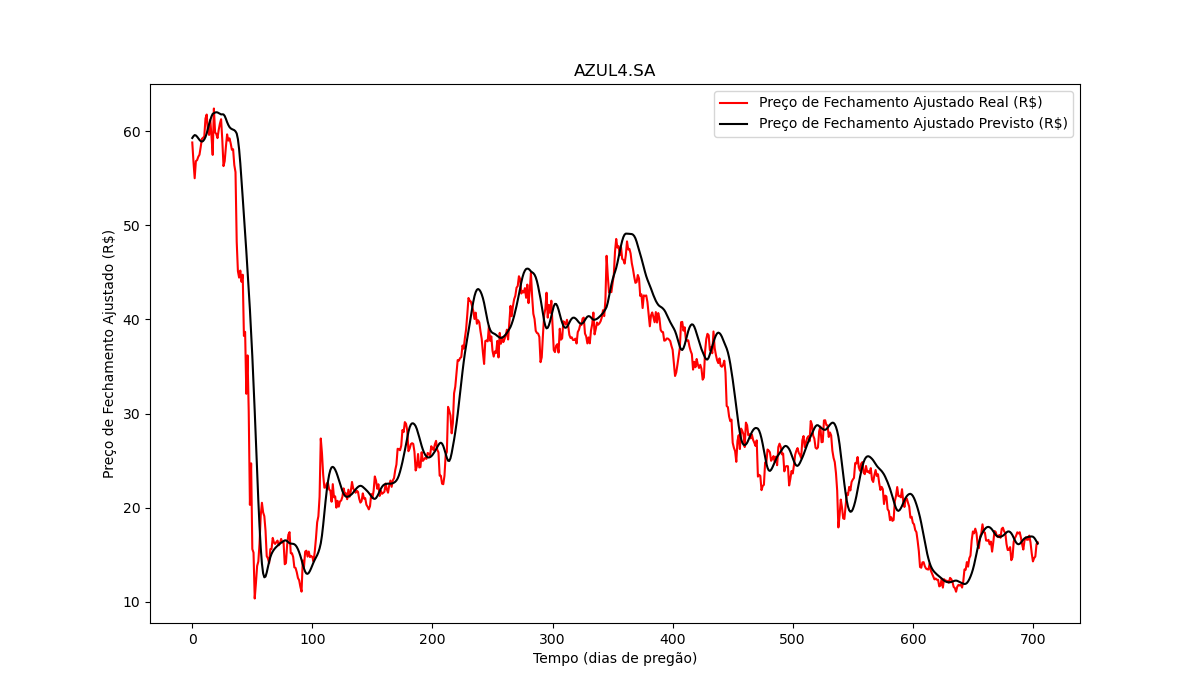 AZUL4.SA
Preço de Fechamento Ajustado Real (R$)
Preço de Fechamento Ajustado Previsto (R$)
Preço de Fechamento Ajustado (R$)
60
50
40
30
20
10
0 100 200 300 400 500 600 700
Tempo (dias de pregão)